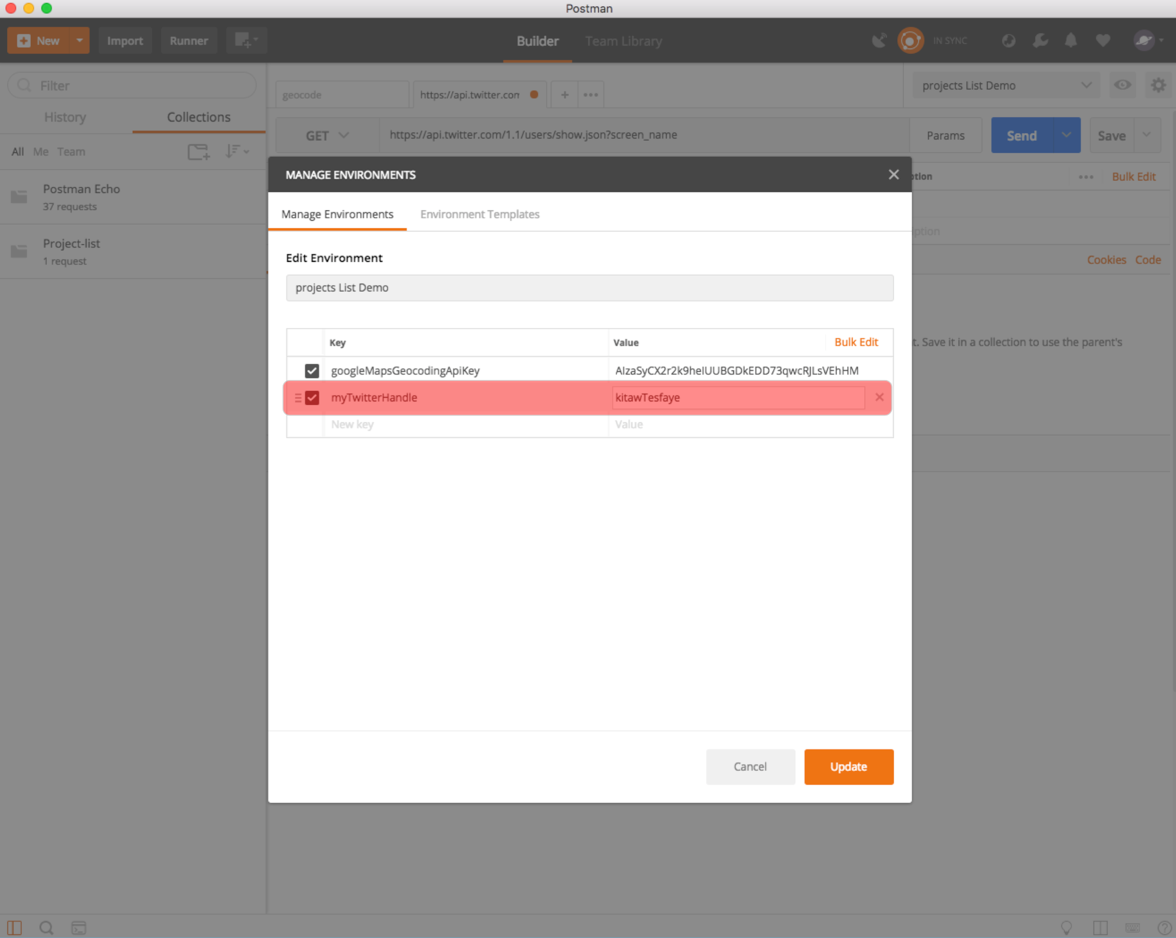 Postman
New
Import
Runner
Builder
Team Library
IN SYNC
Filter
History
Collections
All Me Team
Postman Echo
37 requests
Project-list
1 request
geocode
https://api.twitter.con
projects List Demo
GET
https://api.twitter.com/1.1/users/show.json?screen_name
Params
Send
Save
MANAGE ENVIRONMENTS
Manage Environments
Environment Templates
Edit Environment
projects List Demo
Key
Value
Bulk Edit
googleMapsGeocodingApiKey
AIzaSyCX2r2k9heIUUBGDkEDD73qwcRJLsVEhHM
myTwitterHandle
kitawTesfaye
New key
Value
Cancel
Update
ption
Bulk Edit
ption
Cookies Code
t. Save it in a collection to use the parent's